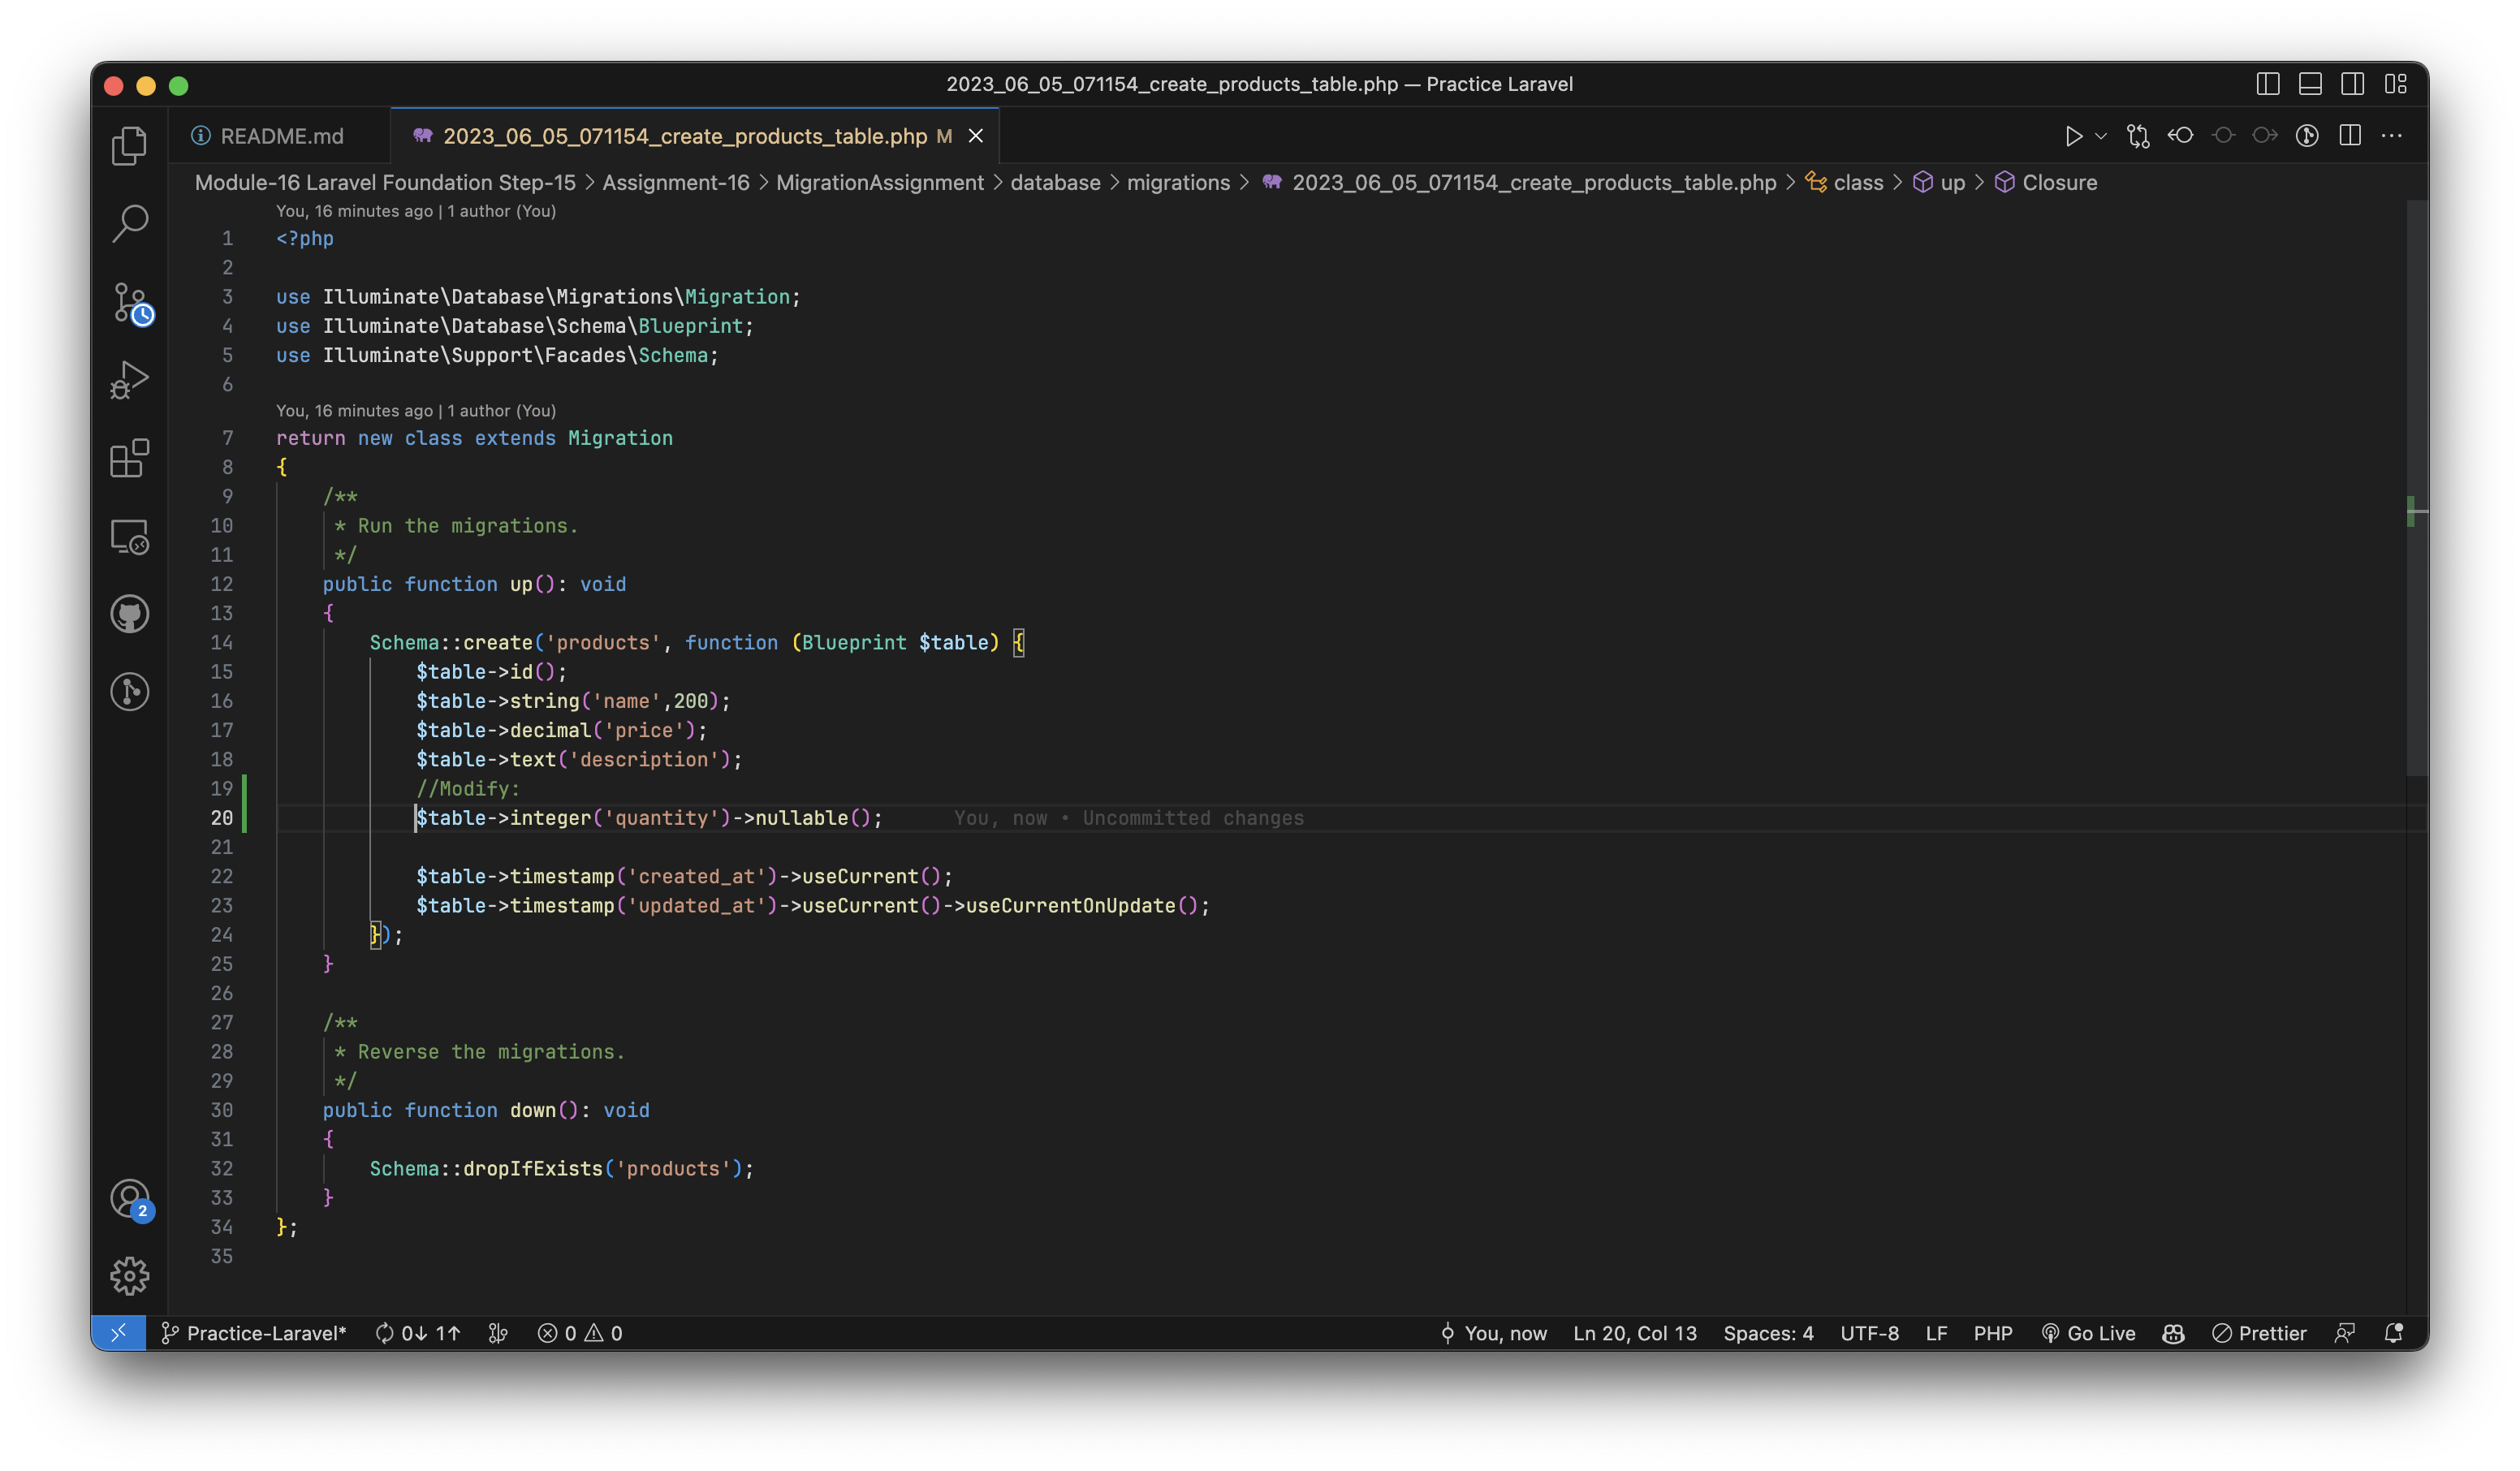 2023_06_05_071154_create_products_table.php — Practice Laravel
README.md
2023_06_05_071154_create_products_table.php M
Module-16 Laravel Foundation Step-15 > Assignment-16 > MigrationAssignment > database > migrations > 2023_06_05_071154_create_products_table.php > class > up > Closure
You, 16 minutes ago | 1 author (You)
1 <?php
2
3 use Illuminate\Database\Migrations\Migration;
4 use Illuminate\Database\Schema\Blueprint;
5 use Illuminate\Support\Facades\Schema;
6
You, 16 minutes ago | 1 author (You)
7 return new class extends Migration
8 {
9     /**
10      * Run the migrations.
11      */
12     public function up(): void
13     {
14         Schema::create('products', function (Blueprint $table) {
15             $table->id();
16             $table->string('name',200);
17             $table->decimal('price');
18             $table->text('description');
19             //Modify:
20             $table->integer('quantity')->nullable(); You, now • Uncommitted changes
21
22             $table->timestamp('created_at')->useCurrent();
23             $table->timestamp('updated_at')->useCurrent()->useCurrentOnUpdate();
24         });
25     }
26
27     /**
28      * Reverse the migrations.
29      */
30     public function down(): void
31     {
32         Schema::dropIfExists('products');
33     }
34 };
35
2
Practice-Laravel* 0↓ 1↑ 0 0 You, now Ln 20, Col 13 Spaces: 4 UTF-8 LF PHP Go Live Prettier